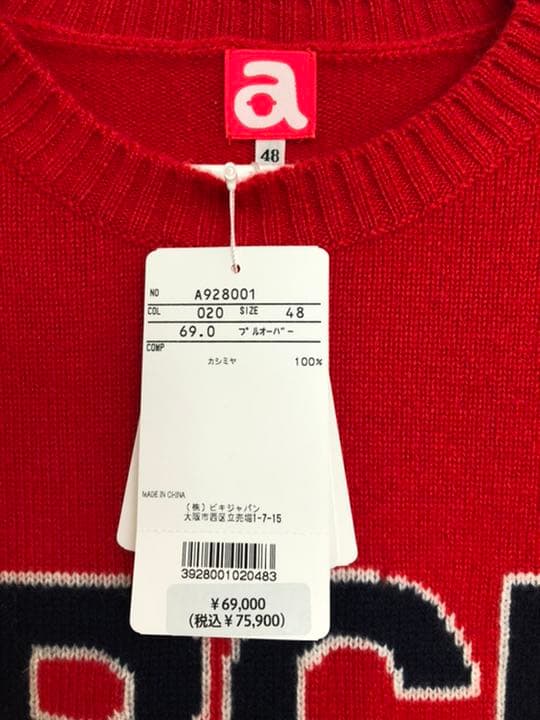 a
48
NO A928001
COL 020 SIZE 48
69.0 プルオーバー
COMP
カシミヤ 100%
MADE IN CHINA
(株)ビキジャパン
大阪市西区立売堀1-7-15
3928001020483
¥69,000
(税込¥75,900)